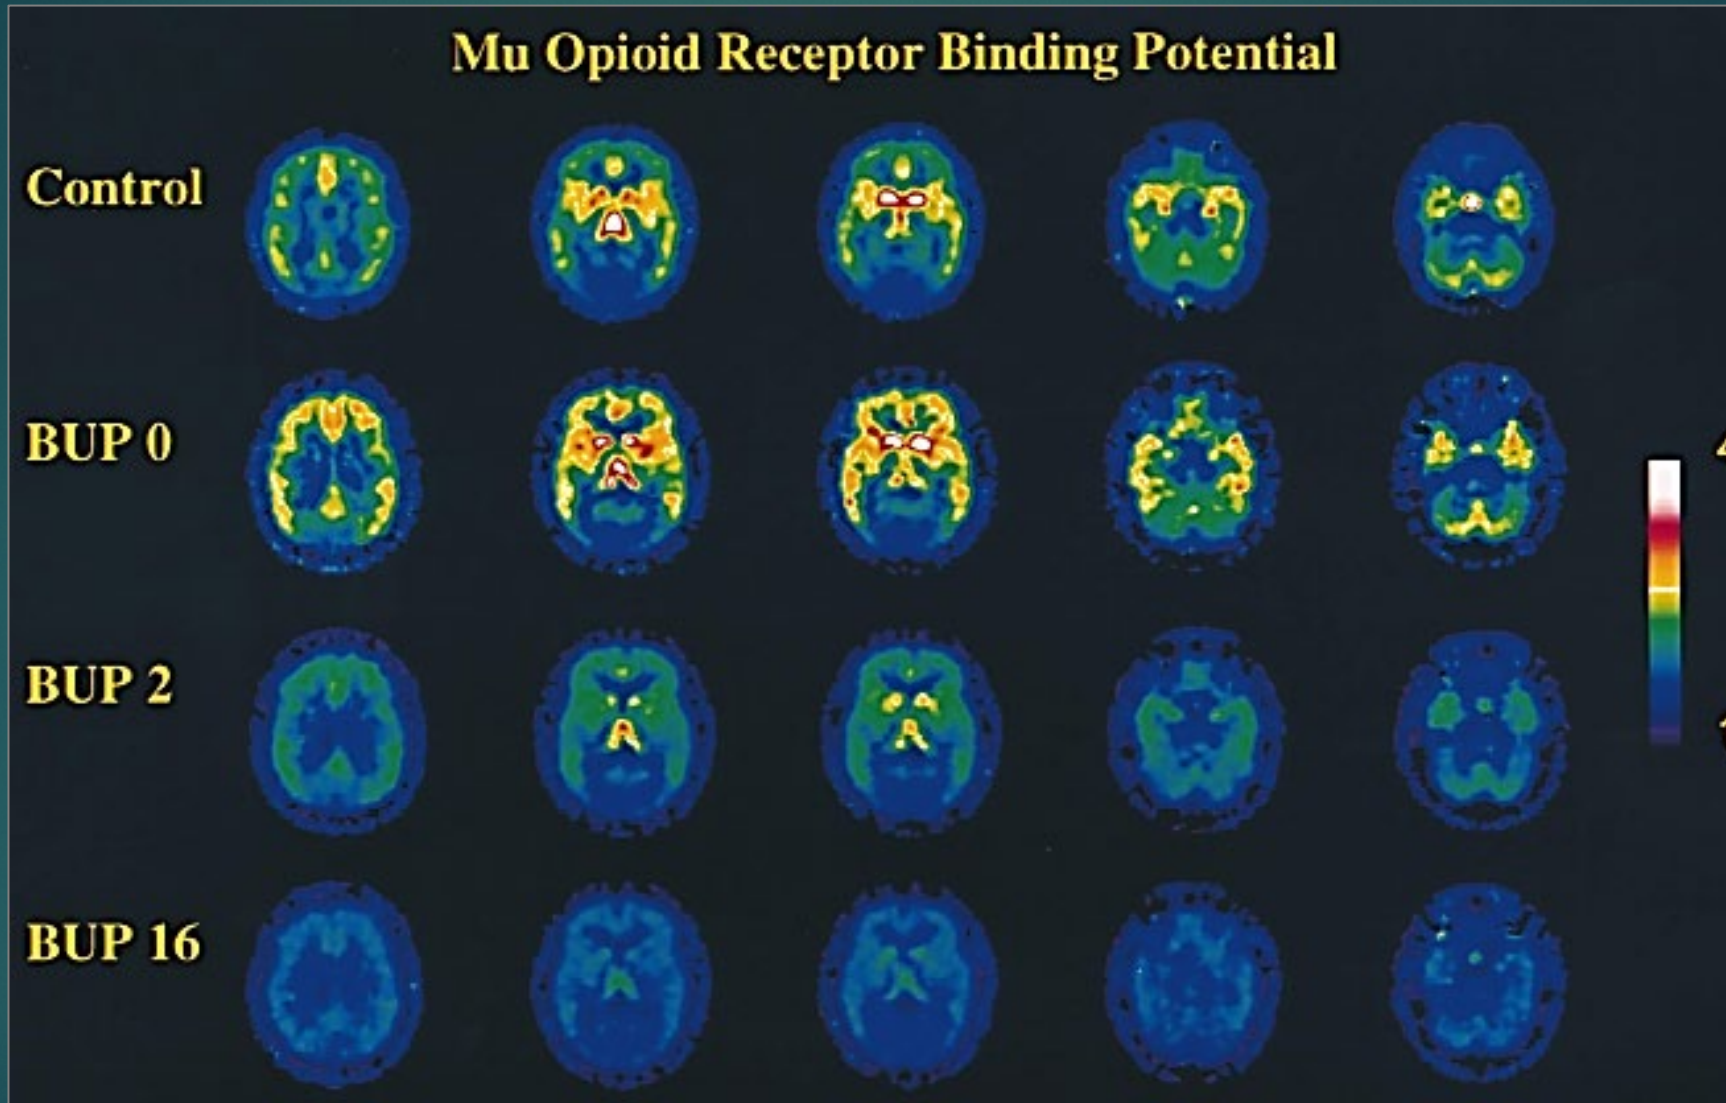 Mu Opioid Receptor Binding Potential
Control
BUP 0
BUP 2
BUP 16